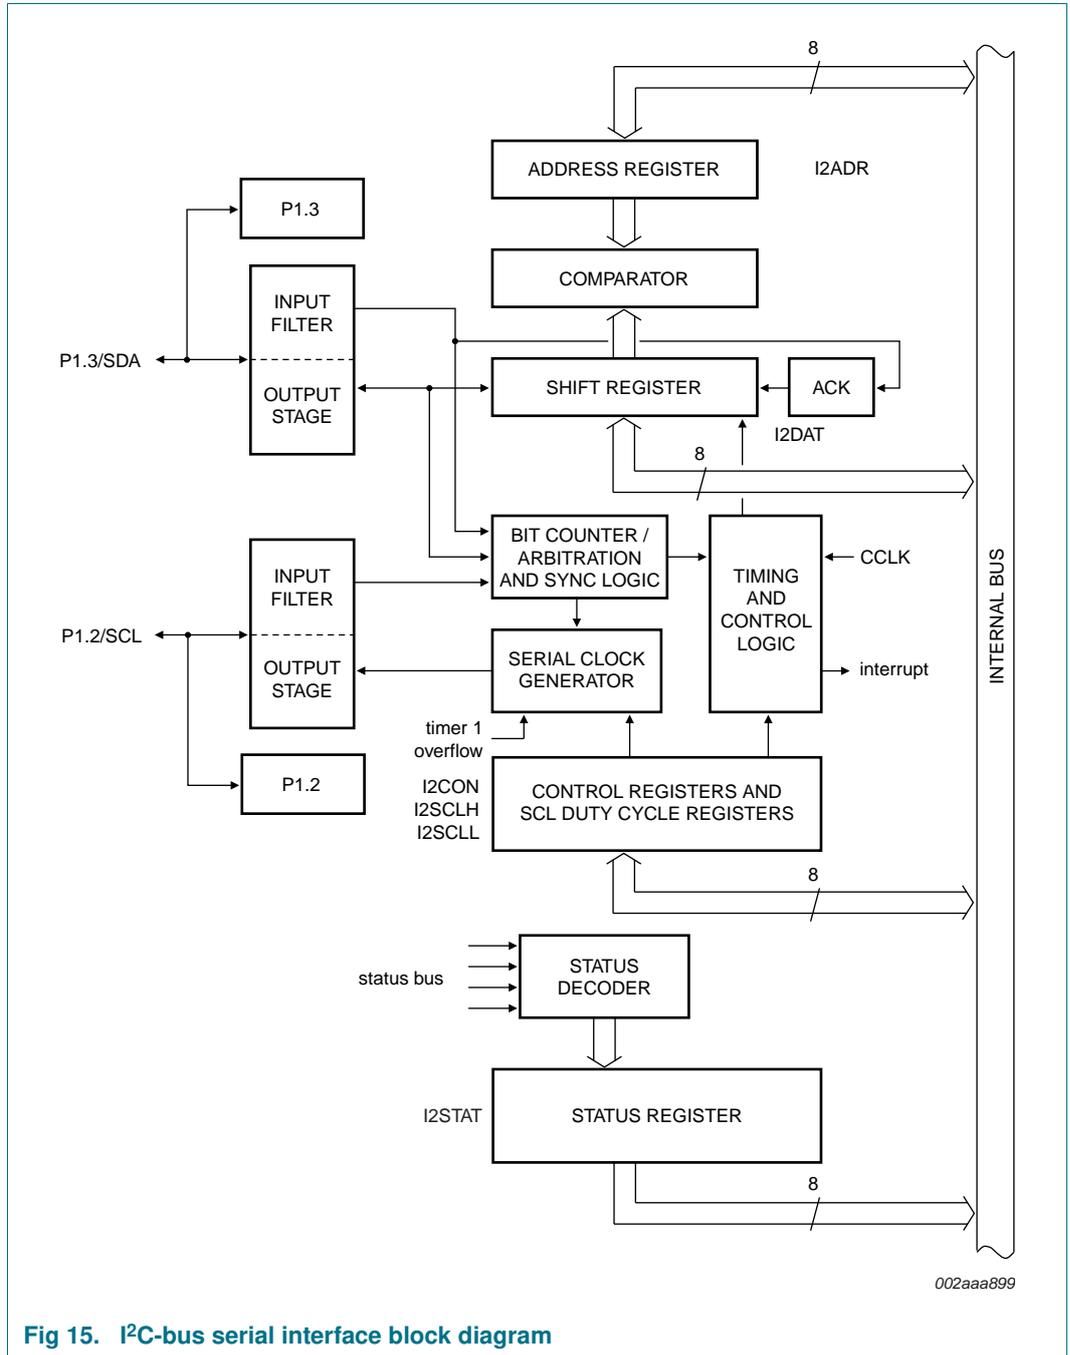 8
ADDRESS REGISTER
I2ADR
P1.3
COMPARATOR
INPUT
FILTER
P1.3/SDA
OUTPUT
STAGE
SHIFT REGISTER
ACK
I2DAT
8
BIT COUNTER /
ARBITRATION
AND SYNC LOGIC
CCLK
TIMING
AND
CONTROL
LOGIC
INPUT
FILTER
P1.2/SCL
OUTPUT
STAGE
SERIAL CLOCK
GENERATOR
interrupt
INTERNAL BUS
timer 1
overflow
P1.2
I2CON
I2SCLH
I2SCLL
CONTROL REGISTERS AND
SCL DUTY CYCLE REGISTERS
8
status bus
STATUS
DECODER
I2STAT
STATUS REGISTER
8
002aaa899
Fig 15. I²C-bus serial interface block diagram